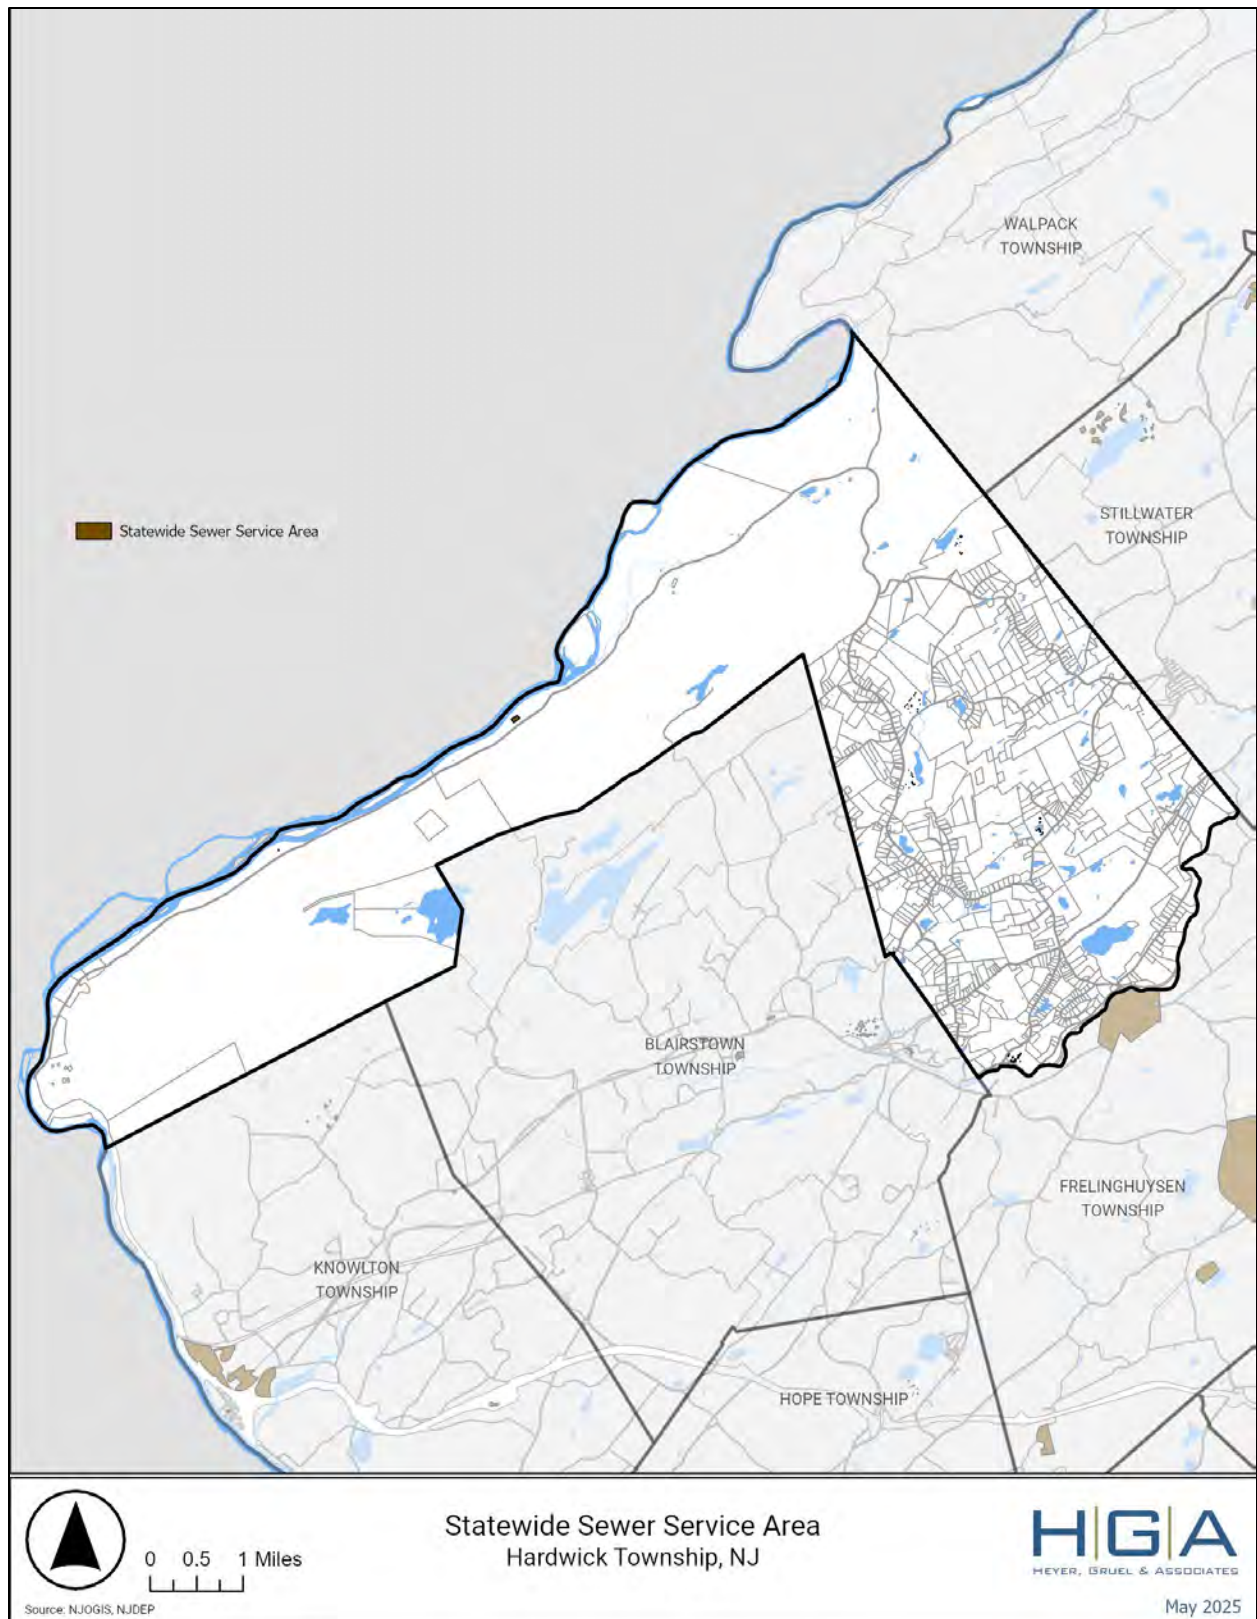 WALPACK
TOWNSHIP
Statewide Sewer Service Area
STILLWATER
TOWNSHIP
BLAIRSTOWN
TOWNSHIP
FRELINGHUYSEN
TOWNSHIP
KNOWLTON
TOWNSHIP
HOPE TOWNSHIP
0 0.5 1 Miles
Source: NJOGIS, NJDEP
Statewide Sewer Service Area
Hardwick Township, NJ
H|G|A
HEYER, GRUEL & ASSOCIATES
May 2025